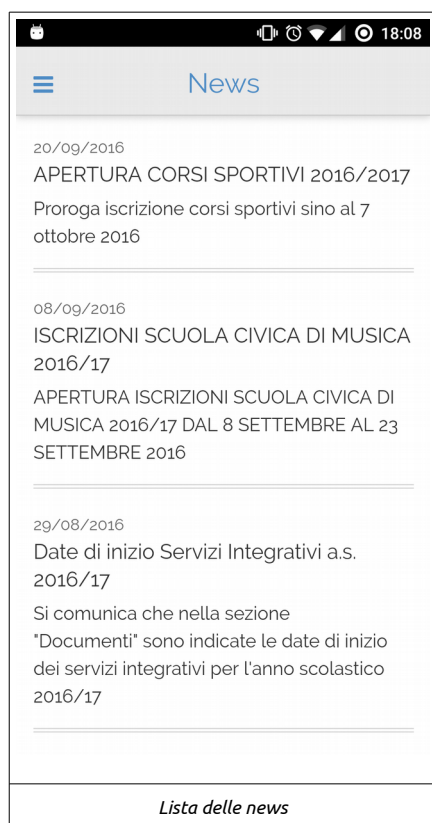 18:08
News
20/09/2016
APERTURA CORSI SPORTIVI 2016/2017
Proroga iscrizione corsi sportivi sino al 7
ottobre 2016
08/09/2016
ISCRIZIONI SCUOLA CIVICA DI MUSICA
2016/17
APERTURA ISCRIZIONI SCUOLA CIVICA DI
MUSICA 2016/17 DAL 8 SETTEMBRE AL 23
SETTEMBRE 2016
29/08/2016
Date di inizio Servizi Integrativi a.s.
2016/17
Si comunica che nella sezione
"Documenti" sono indicate le date di inizio
dei servizi integrativi per l'anno scolastico
2016/17
Lista delle news